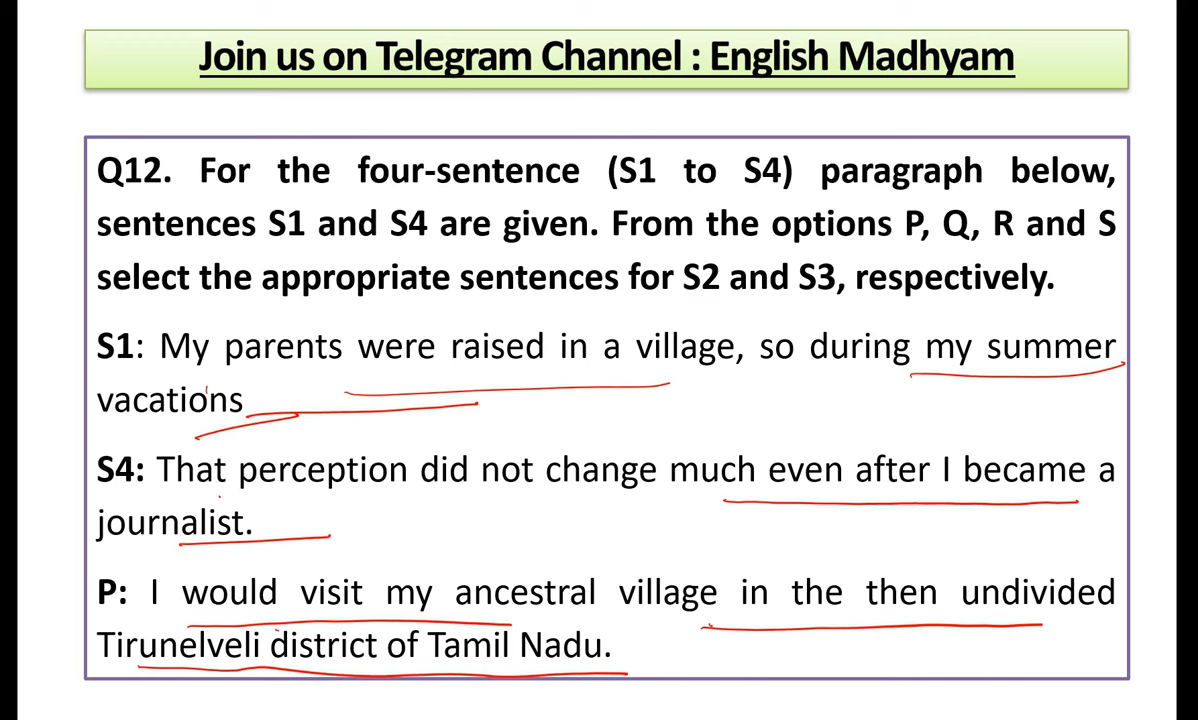 Join us on Telegram Channel : English Madhyam
Q12. For the four-sentence (S1 to S4) paragraph below,
sentences S1 and S4 are given. From the options P, Q, R and S
select the appropriate sentences for S2 and S3, respectively.
S1: My parents were raised in a village, so during my summer
vacations
S4: That perception did not change much even after I became a
journalist.
P: I would visit my ancestral village in the then undivided
Tirunelveli district of Tamil Nadu.